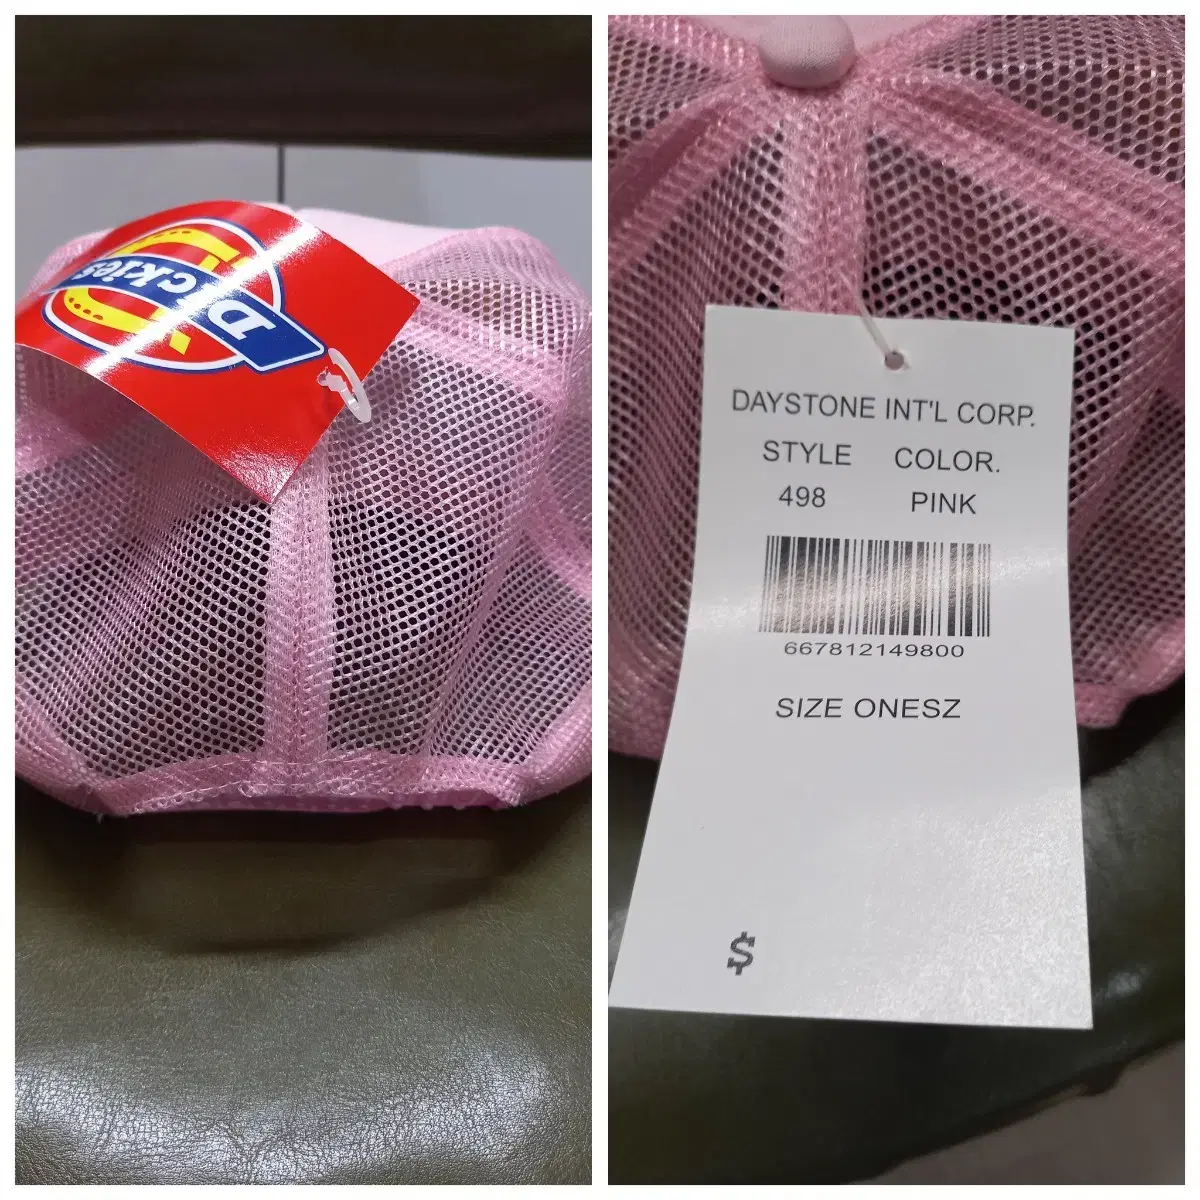 Dickies
DAYSTONE INT'L CORP.
STYLE COLOR.
498 PINK
667812149800
SIZE ONESZ
$